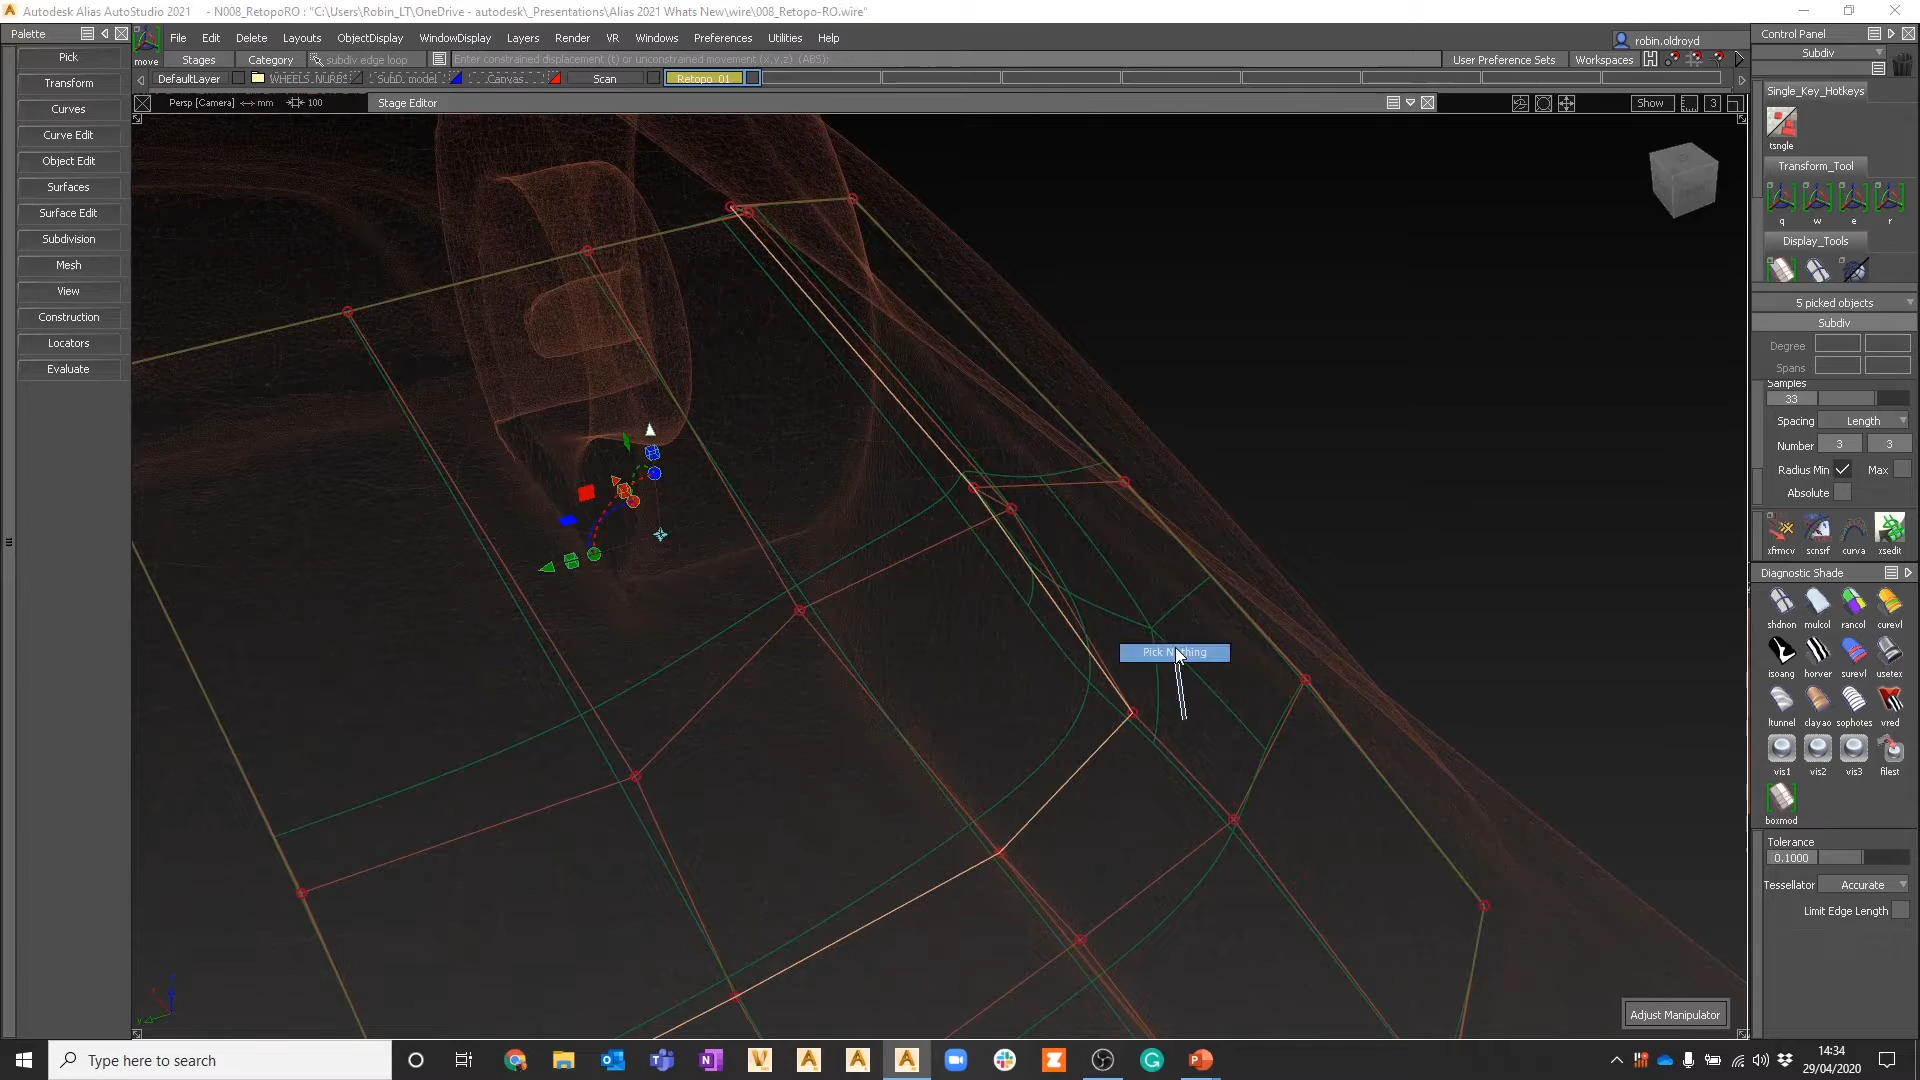 Autodesk Alias AutoStudio 2021 - N008_RetopoRO : "C:\Users\Robin_LT\OneDrive - autodesk\_Presentations\Alias 2021 Whats New\wire\008_Retopo-RO.wire"
Palette
File Edit Delete Layouts ObjectDisplay WindowDisplay Layers Render VR Windows Preferences Utilities Help
robin.oldroyd
Control Panel
move
Stages Category subdiv edge loop
Enter constrained displacement (t) or unconstrained movement (x,y,z) (ABS):
User Preference Sets Workspaces
Subdiv
DefaultLayer WHEELS_NURBS SubD_model Canvas Scan Retopo_01
Persp [Camera] <-> mm 100 Stage Editor
Show 3
Pick
Transform
Curves
Curve Edit
Object Edit
Surfaces
Surface Edit
Subdivision
Mesh
View
Construction
Locators
Evaluate
Pick Nothing
Single_Key_Hotkeys
tsngle
Transform_Tool
q w e r
Display_Tools
5 picked objects
Subdiv
Degree
Spans
Samples
33
Spacing Length
Number 3 3
Radius Min Max
Absolute
xfrmcv scnsrf curva xsedit
Diagnostic Shade
shdnon mulcol rancol curevl
isoang horver surevl usetex
ltunnel clayao sophotes vred
vis1 vis2 vis3 filest
boxmod
Tolerance
0.1000
Tessellator Accurate
Limit Edge Length
Adjust Manipulator
Type here to search
14:34
29/04/2020